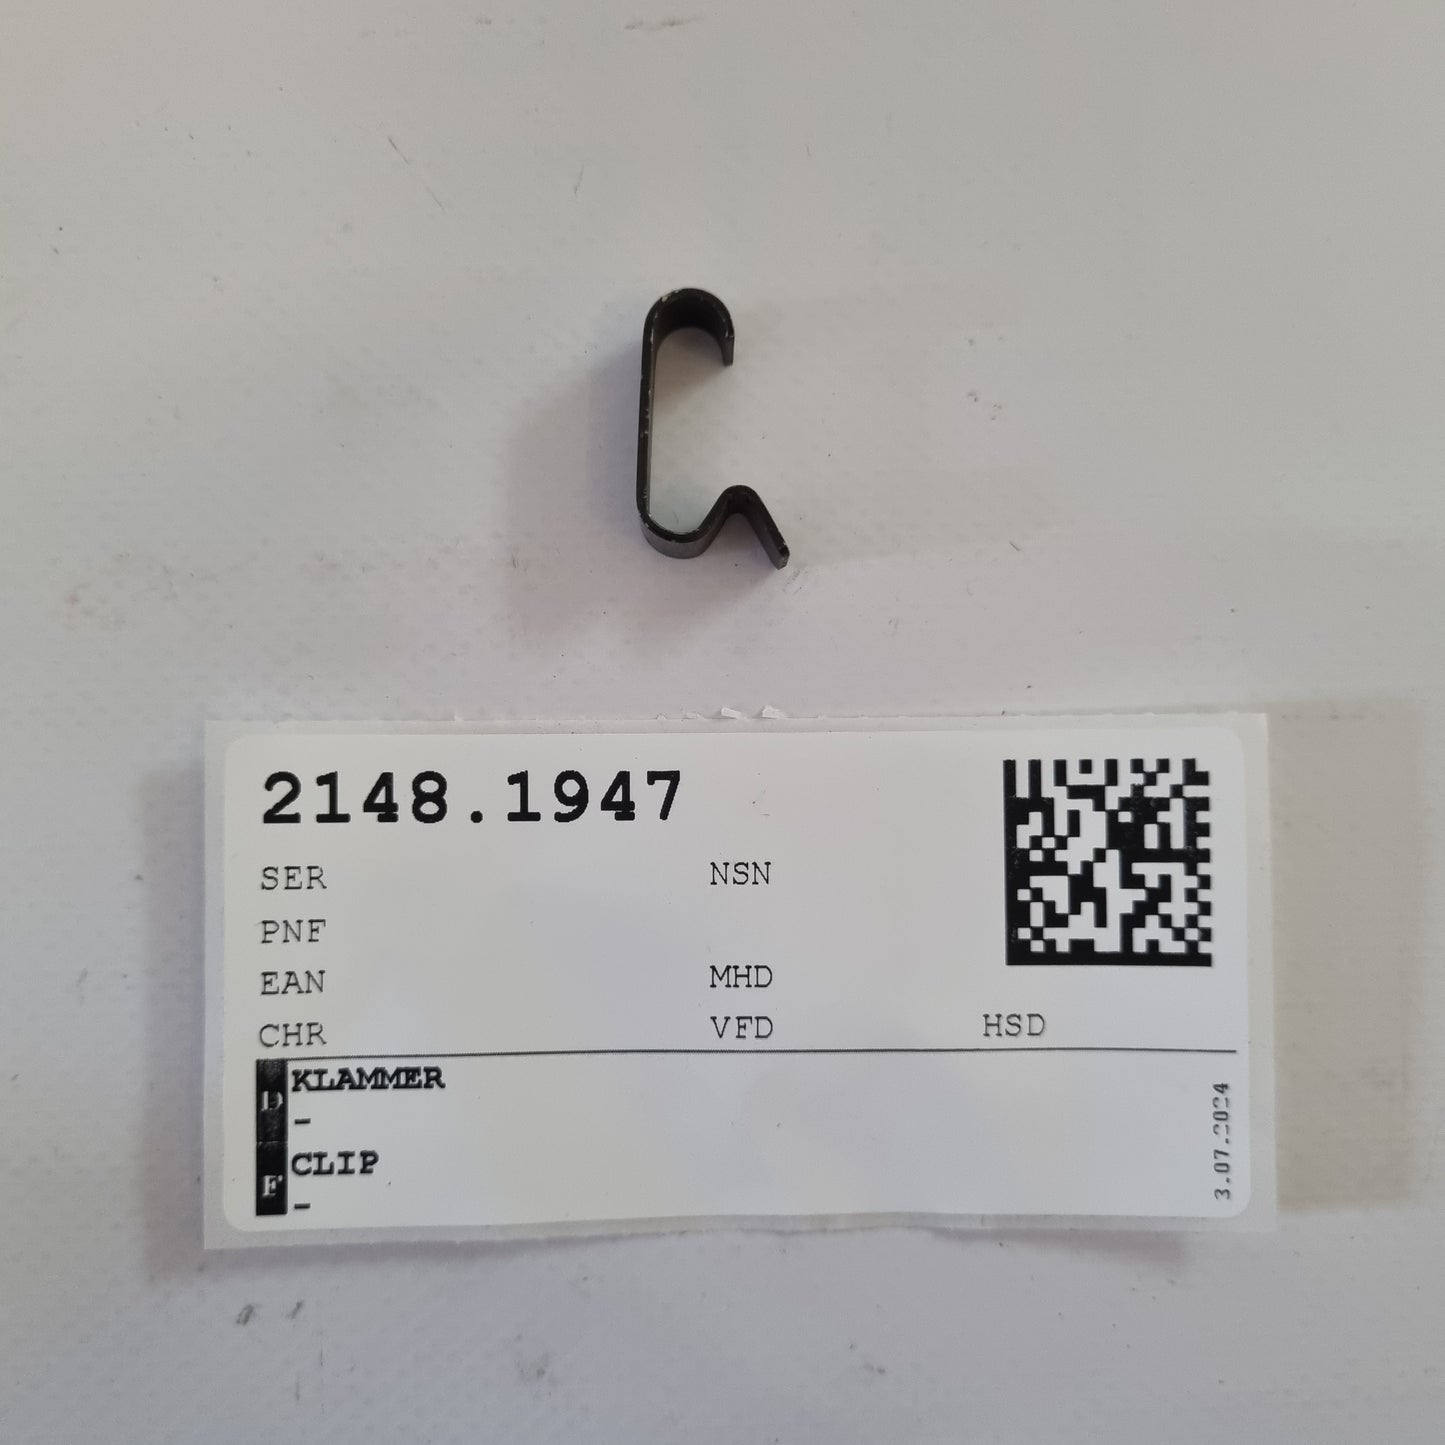 2148.1947
SER NSN
PNF
EAN MHD
CHR VFD HSD
D KLAMMER
-
F CLIP
-
3.07.2024